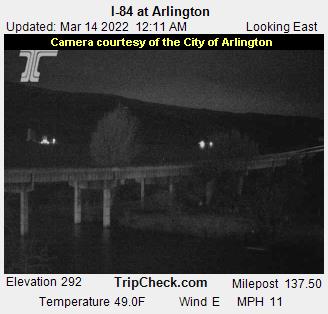 I-84 at Arlington
Updated: Mar 14 2022 12:11 AM Looking East
Camera courtesy of the City of Arlington
Elevation 292 TripCheck.com Milepost 137.50
Temperature 49.0F Wind E MPH 11